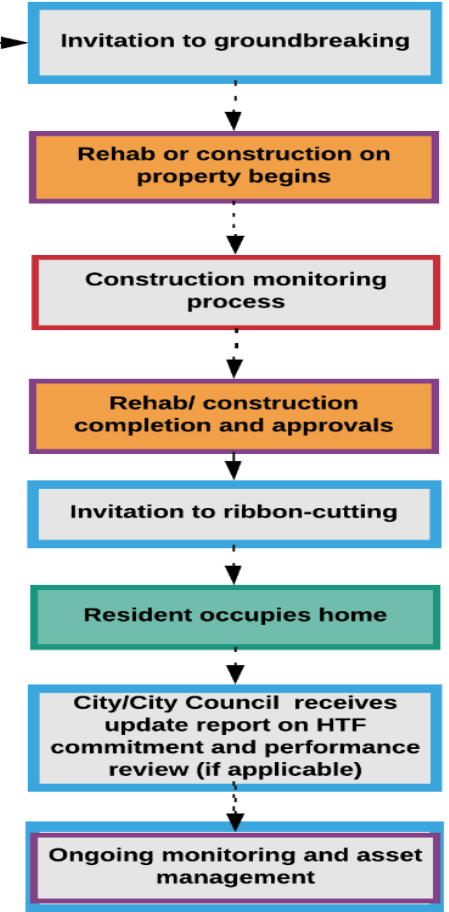 Invitation to groundbreaking
Rehab or construction on
property begins
Construction monitoring
process
Rehab/ construction
completion and approvals
Invitation to ribbon-cutting
Resident occupies home
City/City Council  receives
update report on HTF
commitment and performance
review (if applicable)
Ongoing monitoring and asset
management